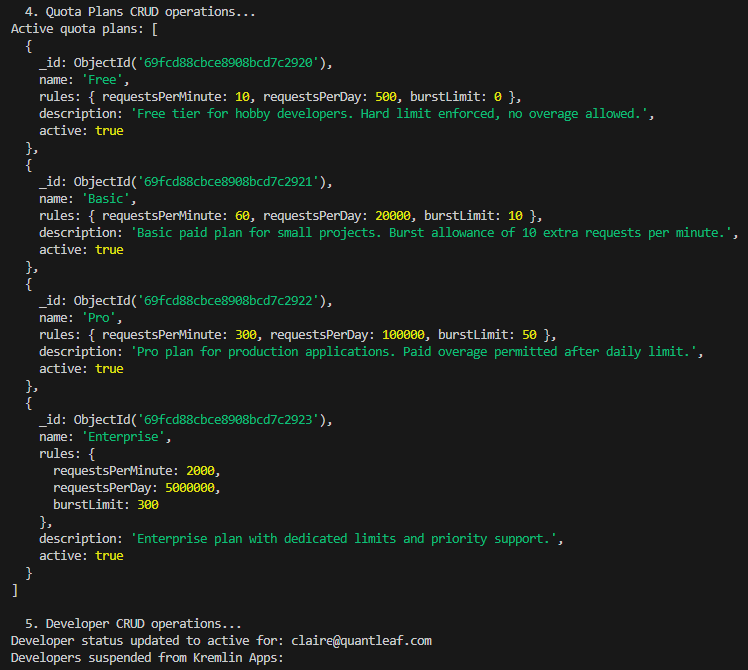 4. Quota Plans CRUD operations...
Active quota plans: [
{
_id: ObjectId('69fcd88cbce8908bcd7c2920'),
name: 'Free',
rules: { requestsPerMinute: 10, requestsPerDay: 500, burstLimit: 0 },
description: 'Free tier for hobby developers. Hard limit enforced, no overage allowed.',
active: true
},
{
_id: ObjectId('69fcd88cbce8908bcd7c2921'),
name: 'Basic',
rules: { requestsPerMinute: 60, requestsPerDay: 20000, burstLimit: 10 },
description: 'Basic paid plan for small projects. Burst allowance of 10 extra requests per minute.',
active: true
},
{
_id: ObjectId('69fcd88cbce8908bcd7c2922'),
name: 'Pro',
rules: { requestsPerMinute: 300, requestsPerDay: 100000, burstLimit: 50 },
description: 'Pro plan for production applications. Paid overage permitted after daily limit.',
active: true
},
{
_id: ObjectId('69fcd88cbce8908bcd7c2923'),
name: 'Enterprise',
rules: {
requestsPerMinute: 2000,
requestsPerDay: 5000000,
burstLimit: 300
},
description: 'Enterprise plan with dedicated limits and priority support.',
active: true
}
]
5. Developer CRUD operations...
Developer status updated to active for: claire@quantleaf.com
Developers suspended from Kremlin Apps: